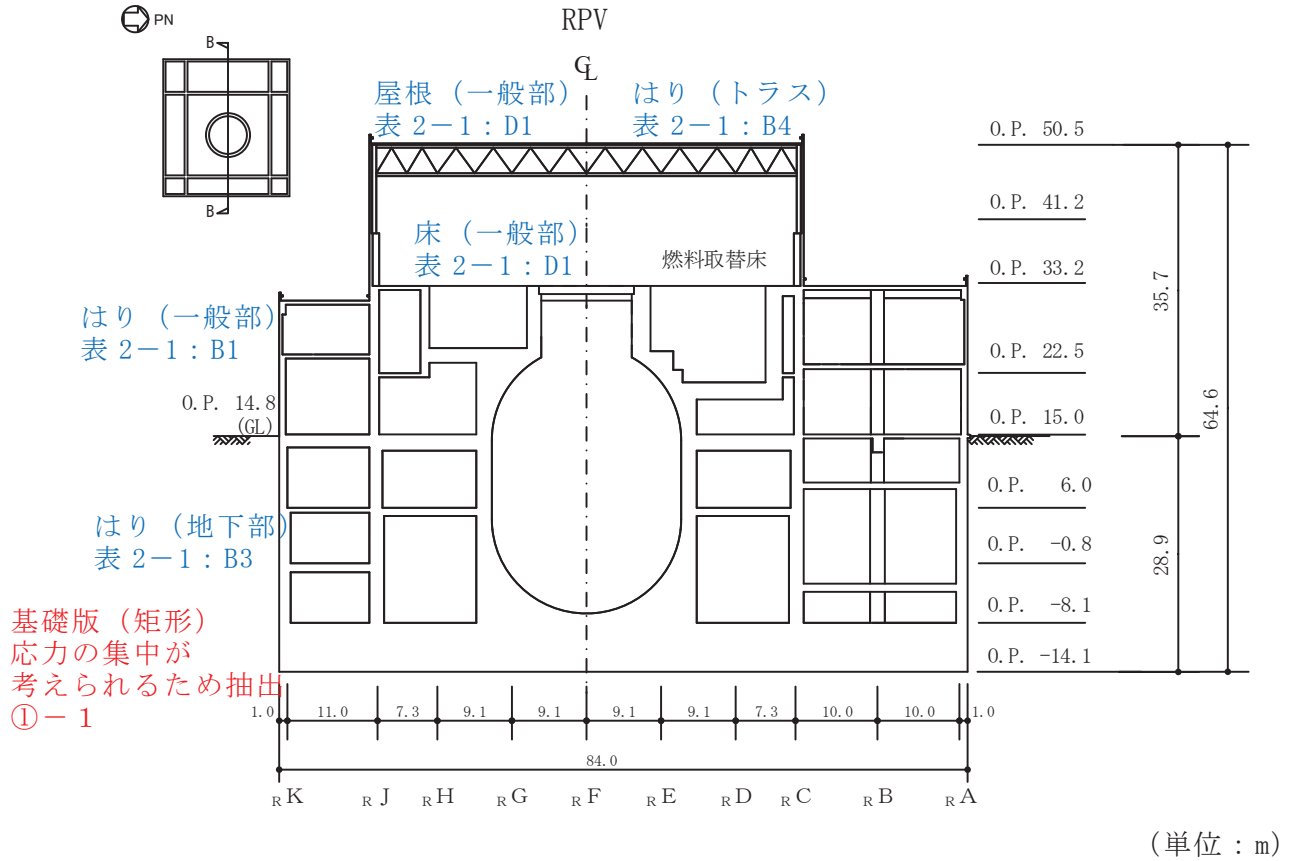 PN
B
B
RPV
CL
屋根（一般部）
表 2－1：D1
はり（トラス）
表 2－1：B4
床（一般部）
表 2－1：D1
燃料取替床
はり（一般部）
表 2－1：B1
O.P. 14.8
(GL)
はり（地下部）
表 2－1：B3
基礎版（矩形）
応力の集中が
考えられるため抽出
①－１
O.P. 50.5
O.P. 41.2
O.P. 33.2
O.P. 22.5
O.P. 15.0
O.P. 6.0
O.P. -0.8
O.P. -8.1
O.P. -14.1
35.7
28.9
64.6
1.0 11.0 7.3 9.1 9.1 9.1 9.1 7.3 10.0 10.0 1.0
84.0
RK RJ RH RG RF RE RD RC RB RA
（単位：m）